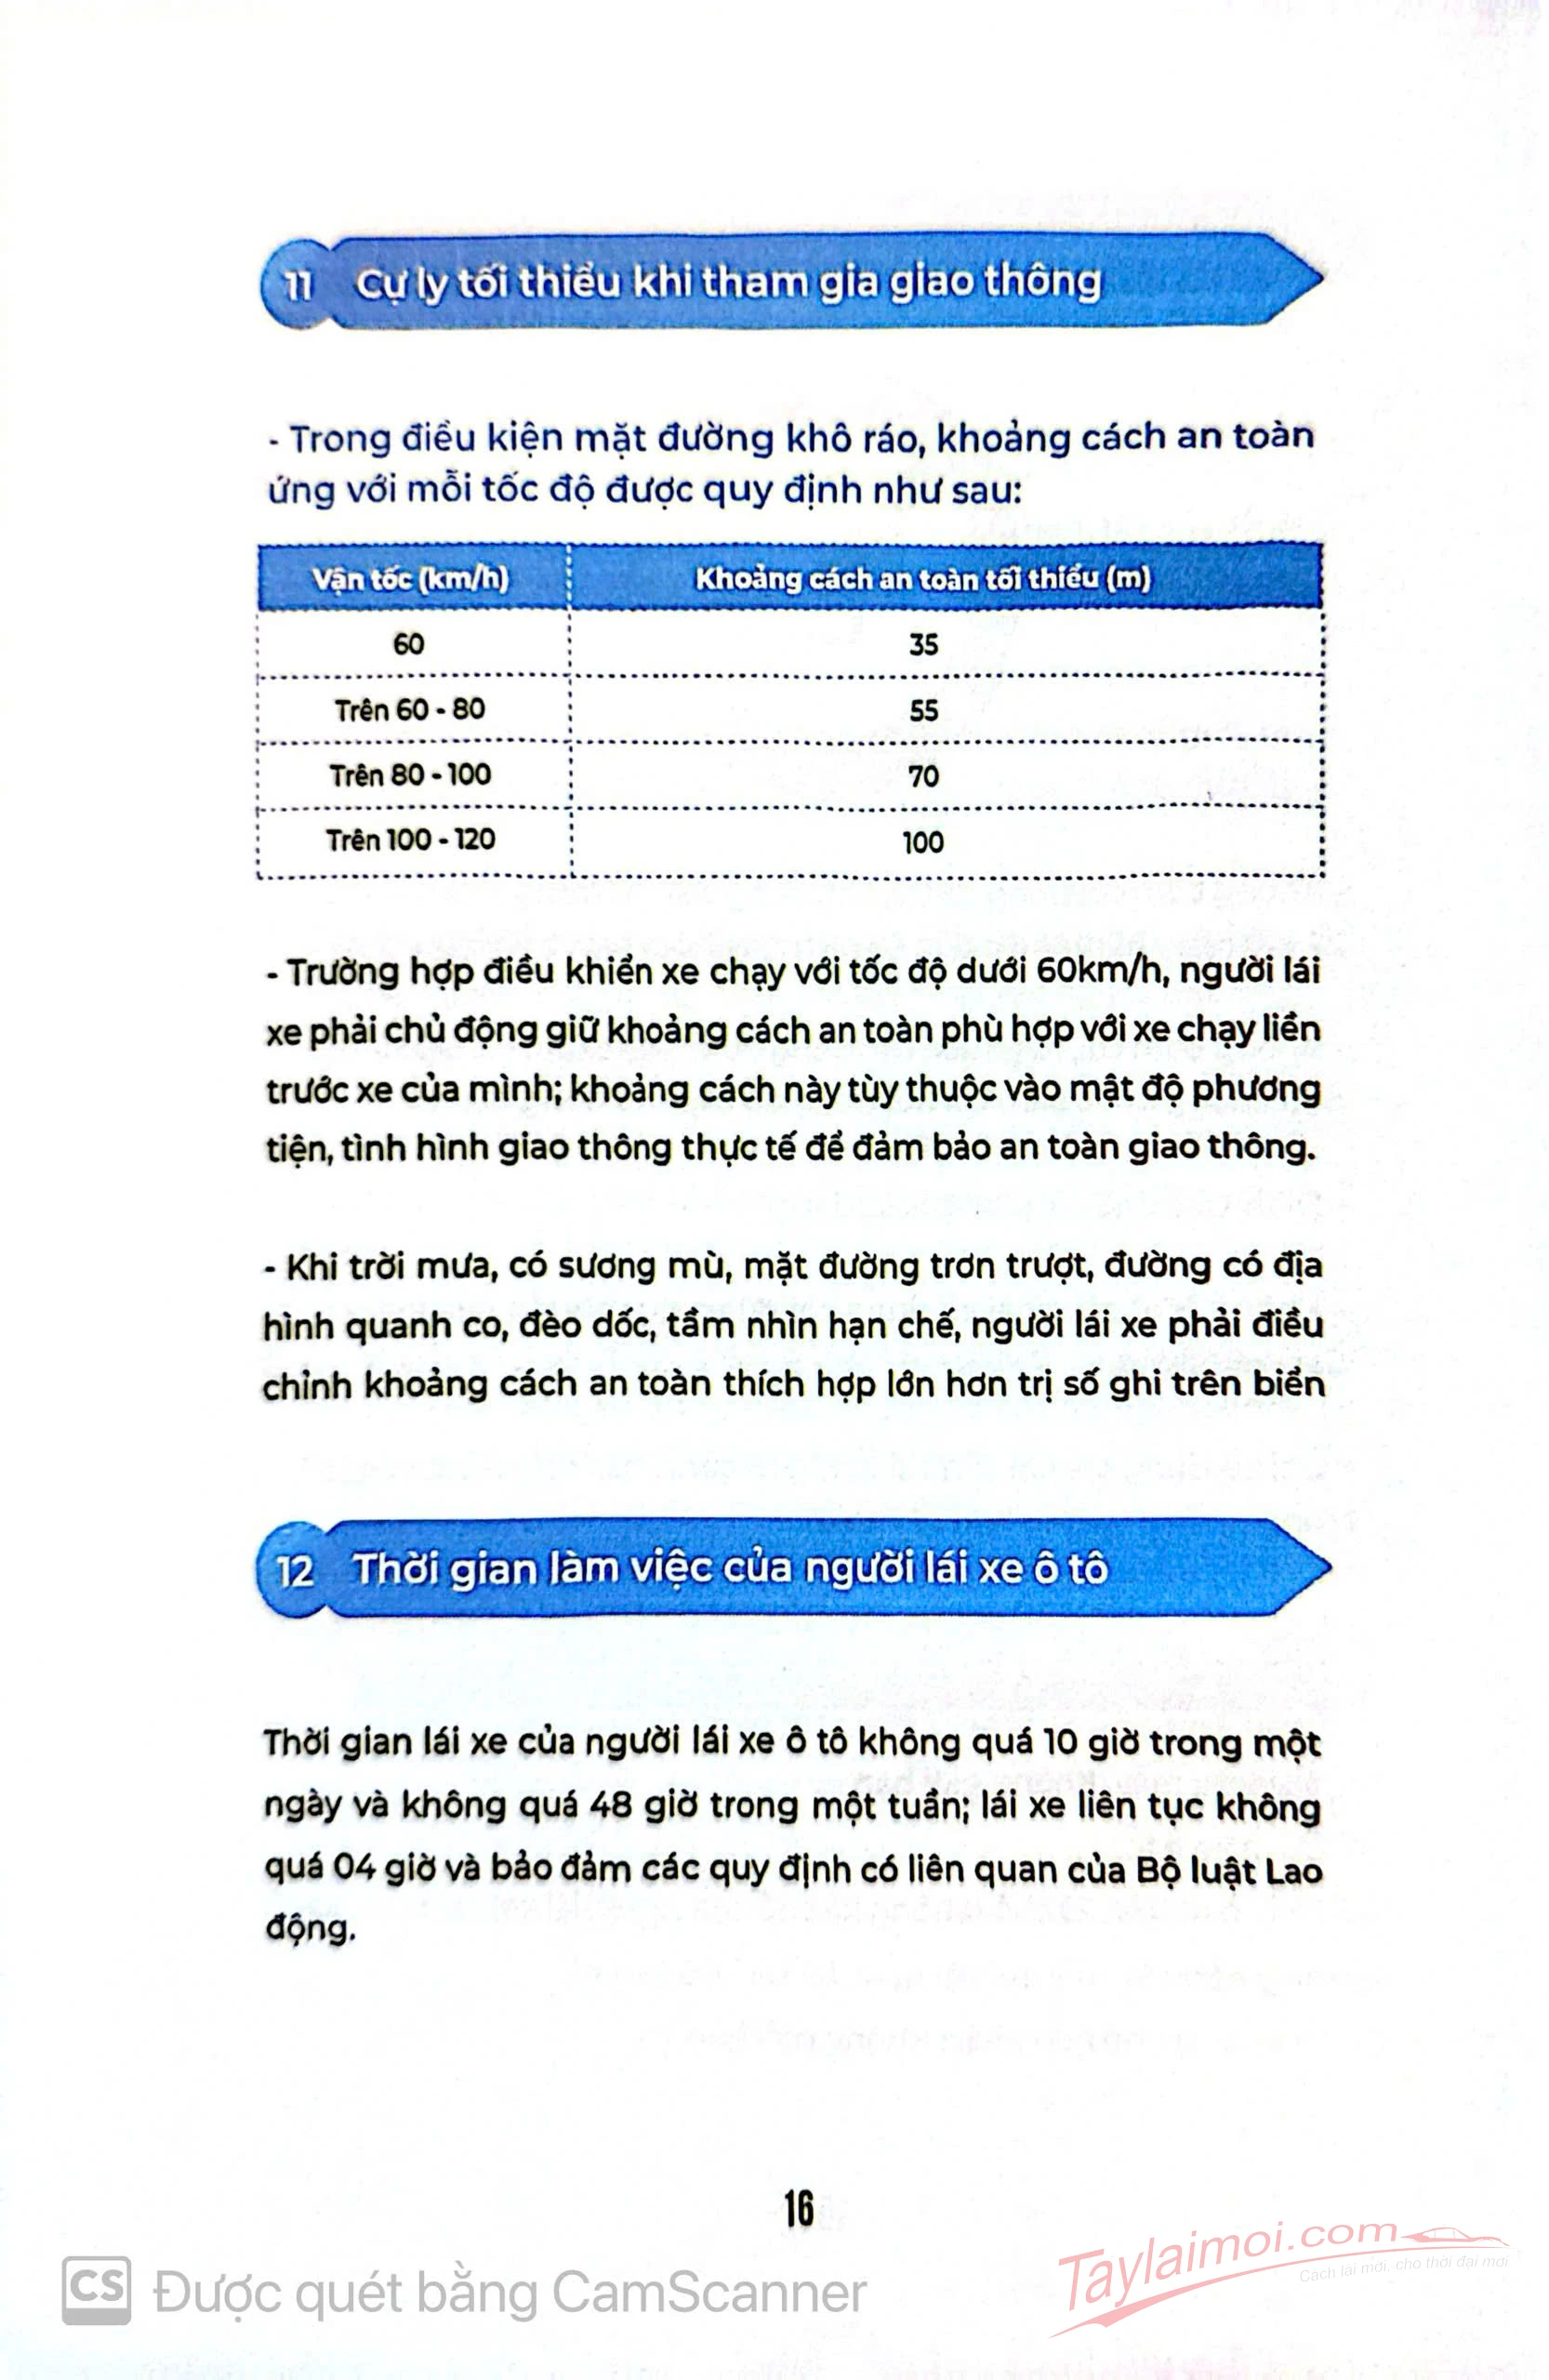 11 Cự ly tối thiểu khi tham gia giao thông
- Trong điều kiện mặt đường khô ráo, khoảng cách an toàn
ứng với mỗi tốc độ được quy định như sau:
Vận tốc (km/h) Khoảng cách an toàn tối thiểu (m)
60 35
Trên 60 - 80 55
Trên 80 - 100 70
Trên 100 - 120 100
- Trường hợp điều khiển xe chạy với tốc độ dưới 60km/h, người lái
xe phải chủ động giữ khoảng cách an toàn phù hợp với xe chạy liền
trước xe của mình; khoảng cách này tùy thuộc vào mật độ phương
tiện, tình hình giao thông thực tế để đảm bảo an toàn giao thông.
- Khi trời mưa, có sương mù, mặt đường trơn trượt, đường có địa
hình quanh co, đèo dốc, tầm nhìn hạn chế, người lái xe phải điều
chỉnh khoảng cách an toàn thích hợp lớn hơn trị số ghi trên biển
12 Thời gian làm việc của người lái xe ô tô
Thời gian lái xe của người lái xe ô tô không quá 10 giờ trong một
ngày và không quá 48 giờ trong một tuần; lái xe liên tục không
quá 04 giờ và bảo đảm các quy định có liên quan của Bộ luật Lao
động.
16
Taylaimoi.com
Cách lái mới, cho thời đại mới
CS Được quét bằng CamScanner